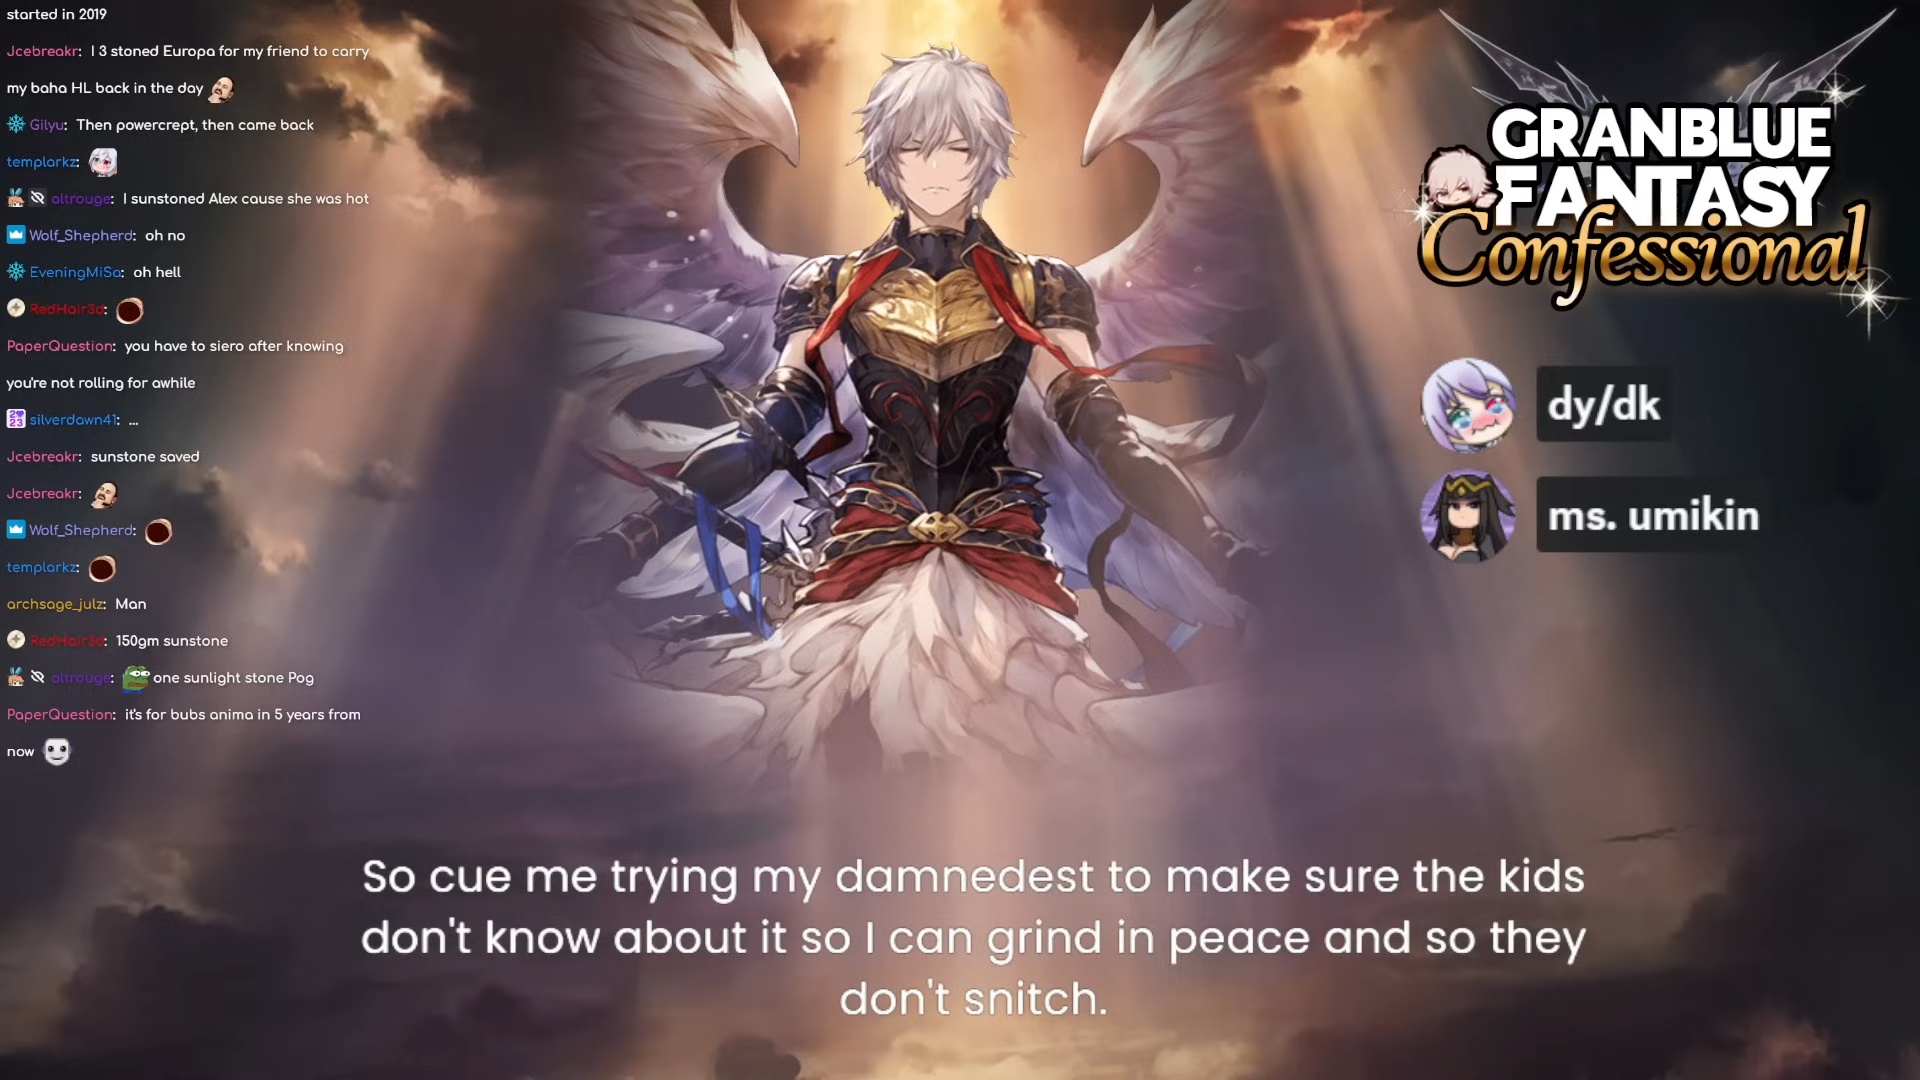 started in 2019
Jcebreakr: I 3 stoned Europa for my friend to carry
my baha HL back in the day
Gilyu: Then powercrept, then came back
templarkz:
altrouge: I sunstoned Alex cause she was hot
Wolf_Shepherd: oh no
EveningMiSa: oh hell
RedHair3d:
PaperQuestion: you have to siero after knowing
you're not rolling for awhile
silverdawn41: ...
Jcebreakr: sunstone saved
Jcebreakr:
Wolf_Shepherd:
templarkz:
archsage_julz: Man
RedHair3d: 150gm sunstone
altrouge: one sunlight stone Pog
PaperQuestion: it's for bubs anima in 5 years from
now
GRANBLUE
FANTASY
Confessional
dy/dk
ms. umikin
So cue me trying my damnedest to make sure the kids
don't know about it so I can grind in peace and so they
don't snitch.